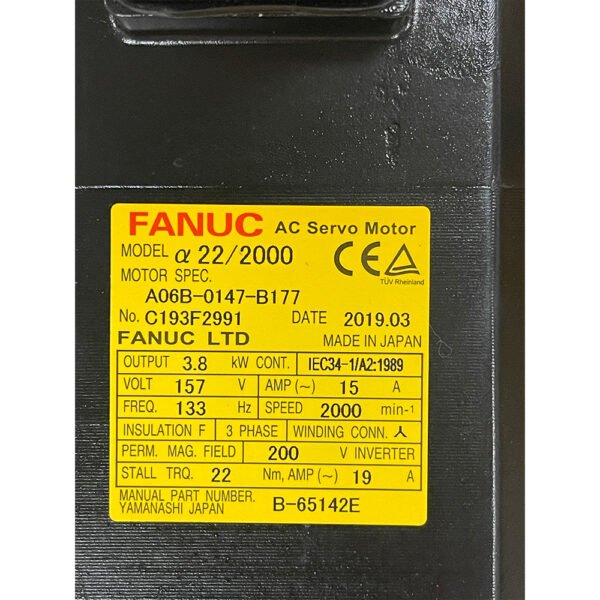 FANUC AC Servo Motor
MODEL α 22/2000
CE TÜV Rheinland
MOTOR SPEC.
A06B-0147-B177
No. C193F2991 DATE 2019.03
FANUC LTD MADE IN JAPAN
OUTPUT 3.8 kW CONT. IEC34-1/A2:1989
VOLT 157 V AMP (~) 15 A
FREQ. 133 Hz SPEED 2000 min-1
INSULATION F 3 PHASE WINDING CONN. 人
PERM. MAG. FIELD 200 V INVERTER
STALL TRQ. 22 Nm, AMP (~) 19 A
MANUAL PART NUMBER. B-65142E
YAMANASHI JAPAN